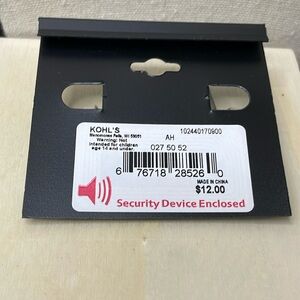 KOHL'S
Menomonee Falls, WI 53051
Warning: Not
intended for children
age 14 and under.
AH
102440170900
027 50 52
6 76718 28526 0
MADE IN CHINA
$12.00
Security Device Enclosed